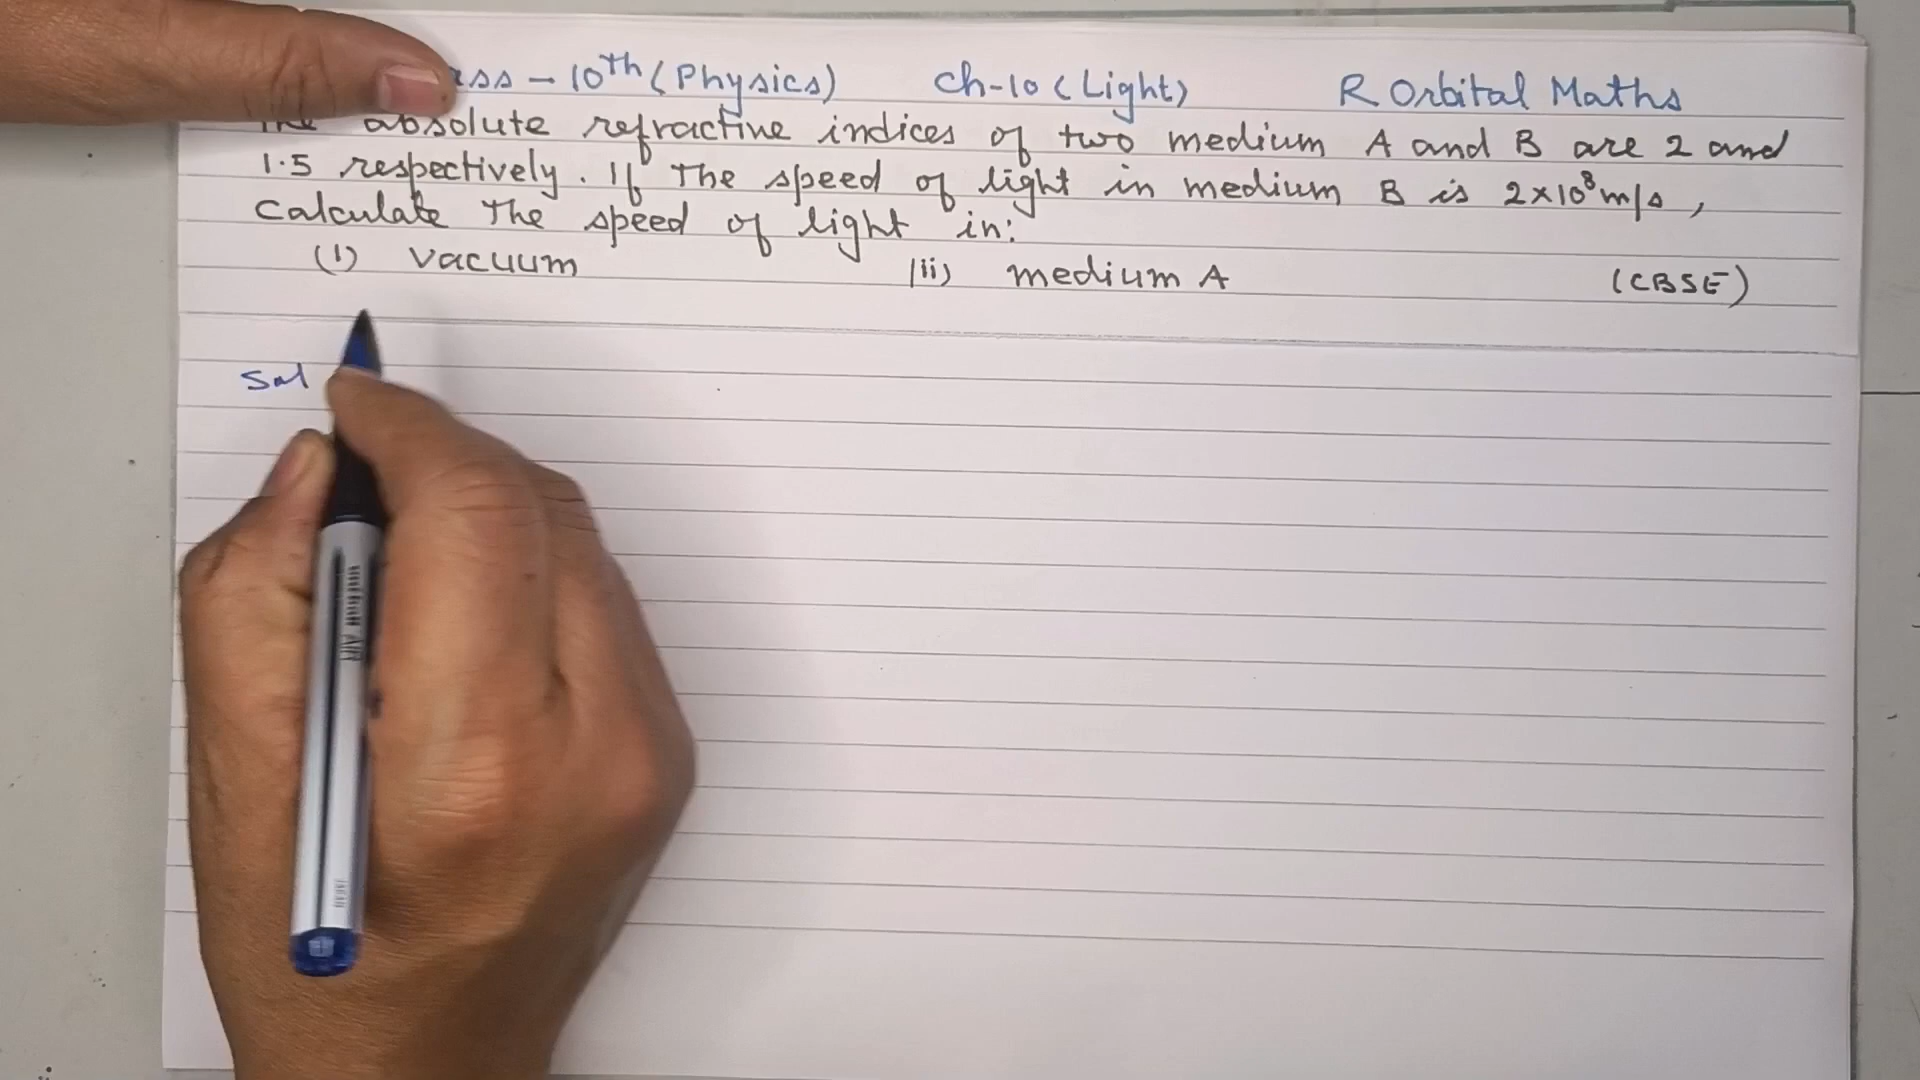 ss - 10th (Physics) Ch-10 (Light) R Orbital Maths
The absolute refractive indices of two medium A and B are 2 and
1.5 respectively. If the speed of light in medium B is 2×10⁸ m/s,
Calculate the speed of light in:
(i) vacuum (ii) medium A (CBSE)
Sol